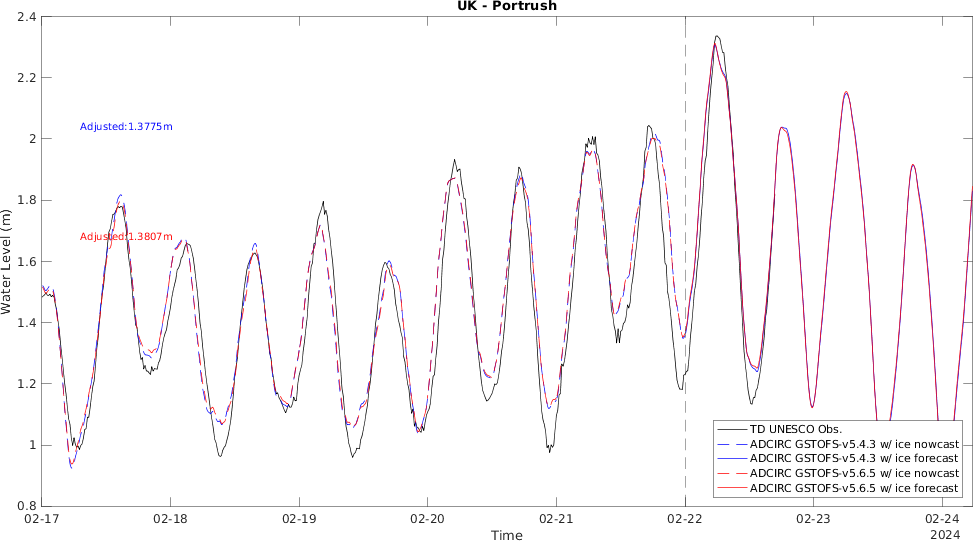 UK - Portrush
2.4
2.2
2
1.8
1.6
1.4
1.2
1
0.8
Water Level (m)
Adjusted:1.3775m
Adjusted:1.3807m
TD UNESCO Obs.
ADCIRC GSTOFS-v5.4.3 w/ ice nowcast
ADCIRC GSTOFS-v5.4.3 w/ ice forecast
ADCIRC GSTOFS-v5.6.5 w/ ice nowcast
ADCIRC GSTOFS-v5.6.5 w/ ice forecast
02-17 02-18 02-19 02-20 02-21 02-22 02-23 02-24
Time
2024